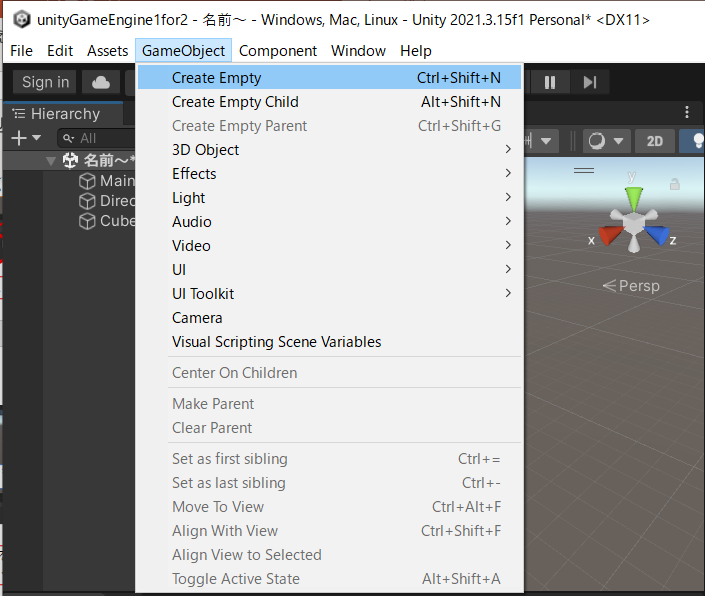 unityGameEngine1for2 - 名前～ - Windows, Mac, Linux - Unity 2021.3.15f1 Personal* <DX11>
File Edit Assets GameObject Component Window Help
Sign in
Create Empty Ctrl+Shift+N
Create Empty Child Alt+Shift+N
Create Empty Parent Ctrl+Shift+G
3D Object
Effects
Light
Audio
Video
UI
UI Toolkit
Camera
Visual Scripting Scene Variables
Center On Children
Make Parent
Clear Parent
Set as first sibling Ctrl+=
Set as last sibling Ctrl+-
Move To View Ctrl+Alt+F
Align With View Ctrl+Shift+F
Align View to Selected
Toggle Active State Alt+Shift+A
Hierarchy
All
名前～*
Main
Direc
Cube
2D
y
x
z
Persp